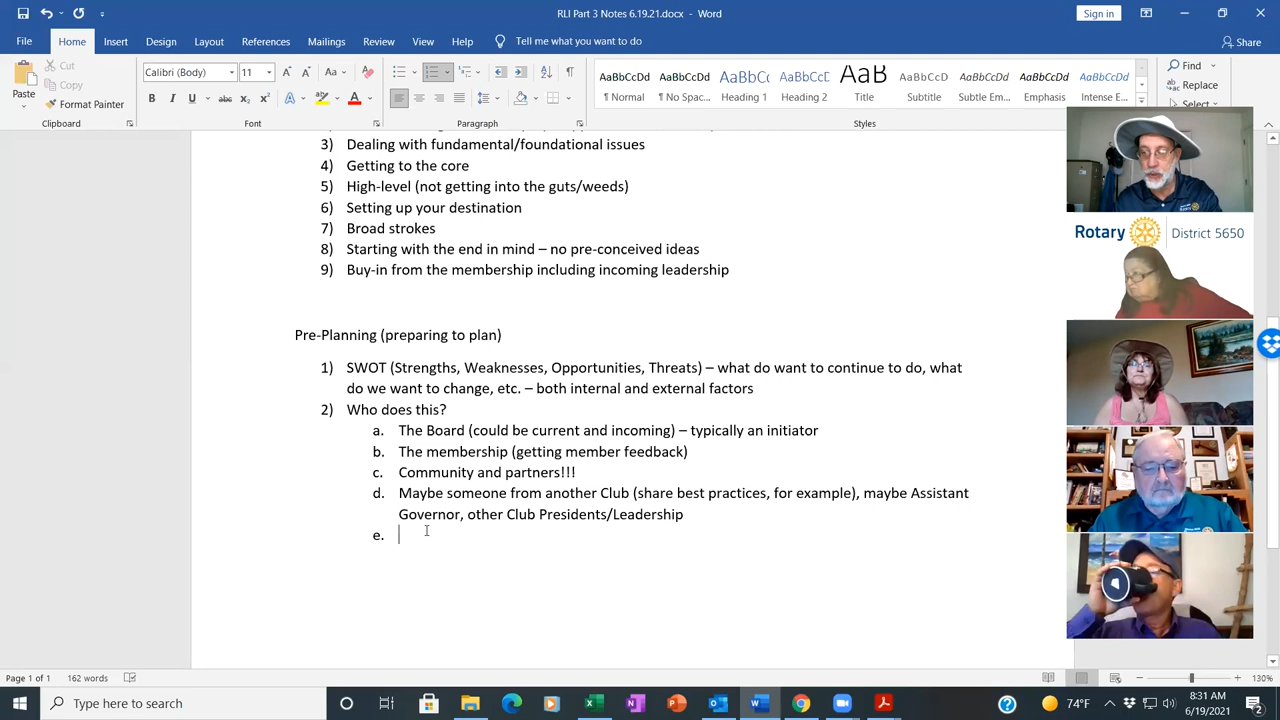 RLI Part 3 Notes 6.19.21.docx - Word
Sign in
File Home Insert Design Layout References Mailings Review View Help Tell me what you want to do Share
Paste
Cut
Copy
Format Painter
Clipboard
Calibri (Body) 11
Font
Paragraph
AaBbCcDd AaBbCcDd AaBbCc AaBbCcE AaB AaBbCcD AaBbCcDd AaBbCcDd AaBbCcDd
¶ Normal ¶ No Spac... Heading 1 Heading 2 Title Subtitle Subtle Em... Emphasis Intense E...
Styles
Find
Replace
Select
3) Dealing with fundamental/foundational issues
4) Getting to the core
5) High-level (not getting into the guts/weeds)
6) Setting up your destination
7) Broad strokes
8) Starting with the end in mind – no pre-conceived ideas
9) Buy-in from the membership including incoming leadership
Pre-Planning (preparing to plan)
1) SWOT (Strengths, Weaknesses, Opportunities, Threats) – what do want to continue to do, what
do we want to change, etc. – both internal and external factors
2) Who does this?
a. The Board (could be current and incoming) – typically an initiator
b. The membership (getting member feedback)
c. Community and partners!!!
d. Maybe someone from another Club (share best practices, for example), maybe Assistant
Governor, other Club Presidents/Leadership
e.
Rotary District 5650
Page 1 of 1 162 words
130%
Type here to search
74°F
8:31 AM
6/19/2021
2